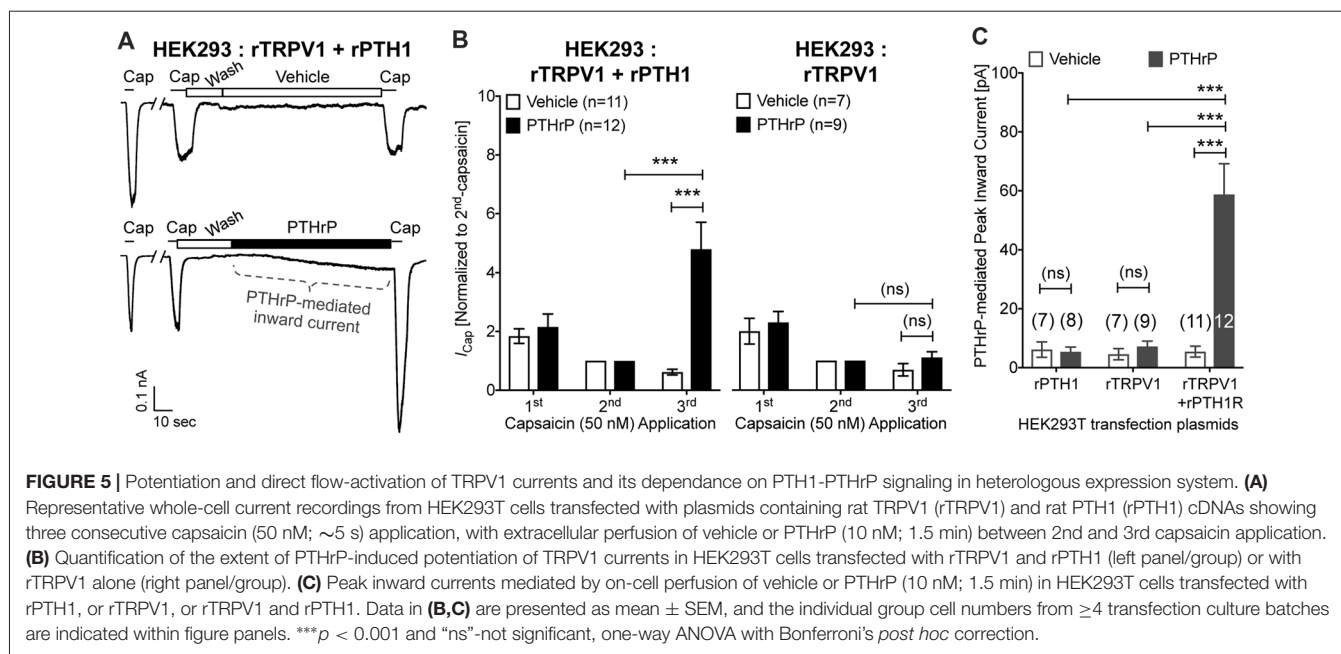 A
HEK293 : rTRPV1 + rPTH1
Cap Cap Wash Vehicle Cap
Cap Cap Wash PTHrP Cap
PTHrP-mediated
inward current
0.1 nA
10 sec
B
HEK293 :
rTRPV1 + rPTH1
HEK293 :
rTRPV1
Vehicle (n=11)
PTHrP (n=12)
Vehicle (n=7)
PTHrP (n=9)
ICap [Normalized to 2nd-capsaicin]
10
8
6
4
2
0
***
***
(ns)
(ns)
1st 2nd 3rd 1st 2nd 3rd
Capsaicin (50 nM) Application Capsaicin (50 nM) Application
C
Vehicle PTHrP
PTHrP-mediated Peak Inward Current [pA]
100
80
60
40
20
0
***
***
***
(ns) (ns)
(7) (8) (7) (9) (11) 12
rPTH1 rTRPV1 rTRPV1
+rPTH1R
HEK293T transfection plasmids
FIGURE 5 | Potentiation and direct flow-activation of TRPV1 currents and its dependance on PTH1-PTHrP signaling in heterologous expression system. (A)
Representative whole-cell current recordings from HEK293T cells transfected with plasmids containing rat TRPV1 (rTRPV1) and rat PTH1 (rPTH1) cDNAs showing
three consecutive capsaicin (50 nM; ∼5 s) application, with extracellular perfusion of vehicle or PTHrP (10 nM; 1.5 min) between 2nd and 3rd capsaicin application.
(B) Quantification of the extent of PTHrP-induced potentiation of TRPV1 currents in HEK293T cells transfected with rTRPV1 and rPTH1 (left panel/group) or with
rTRPV1 alone (right panel/group). (C) Peak inward currents mediated by on-cell perfusion of vehicle or PTHrP (10 nM; 1.5 min) in HEK293T cells transfected with
rPTH1, or rTRPV1, or rTRPV1 and rPTH1. Data in (B,C) are presented as mean ± SEM, and the individual group cell numbers from ≥4 transfection culture batches
are indicated within figure panels. ***p < 0.001 and “ns”-not significant, one-way ANOVA with Bonferroni’s post hoc correction.